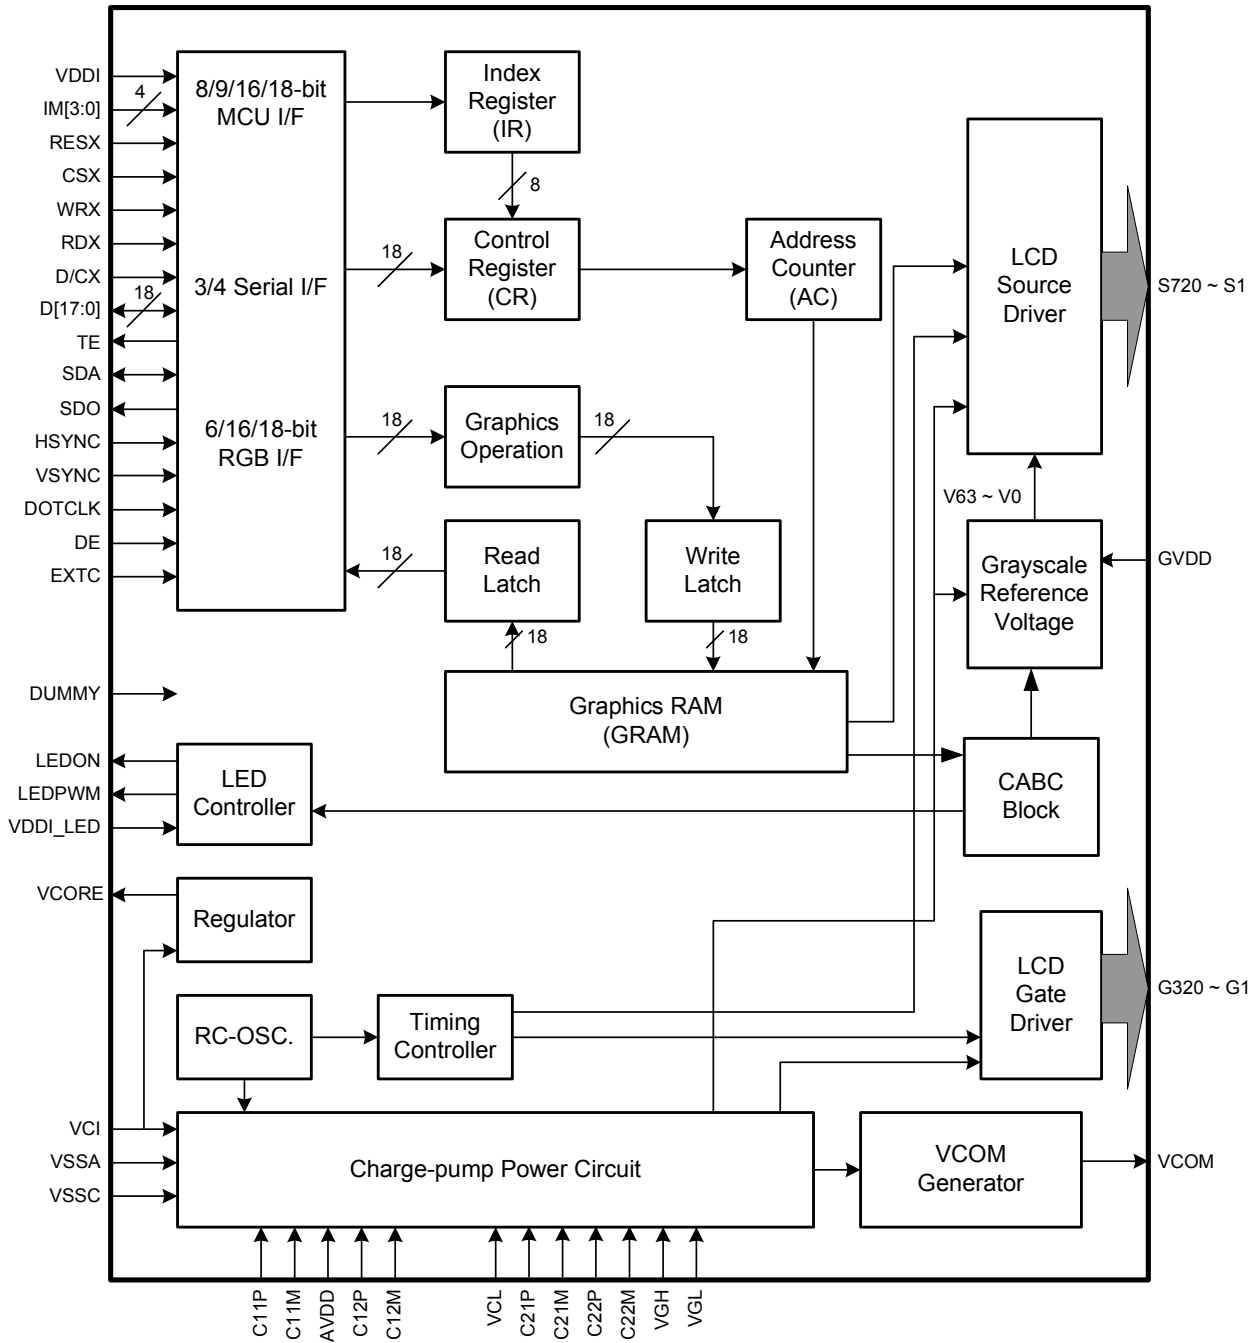 VDDI
IM[3:0]
4
RESX
CSX
WRX
RDX
D/CX
D[17:0]
18
TE
SDA
SDO
HSYNC
VSYNC
DOTCLK
DE
EXTC
DUMMY
LEDON
LEDPWM
VDDI_LED
VCORE
VCI
VSSA
VSSC
8/9/16/18-bit
MCU I/F
3/4 Serial I/F
6/16/18-bit
RGB I/F
Index
Register
(IR)
8
18
Control
Register
(CR)
Address
Counter
(AC)
18
Graphics
Operation
18
18
Read
Latch
Write
Latch
18
18
Graphics RAM
(GRAM)
LCD
Source
Driver
S720 ~ S1
V63 ~ V0
Grayscale
Reference
Voltage
GVDD
CABC
Block
LED
Controller
Regulator
RC-OSC.
Timing
Controller
LCD
Gate
Driver
G320 ~ G1
Charge-pump Power Circuit
VCOM
Generator
VCOM
C11P
C11M
AVDD
C12P
C12M
VCL
C21P
C21M
C22P
C22M
VGH
VGL